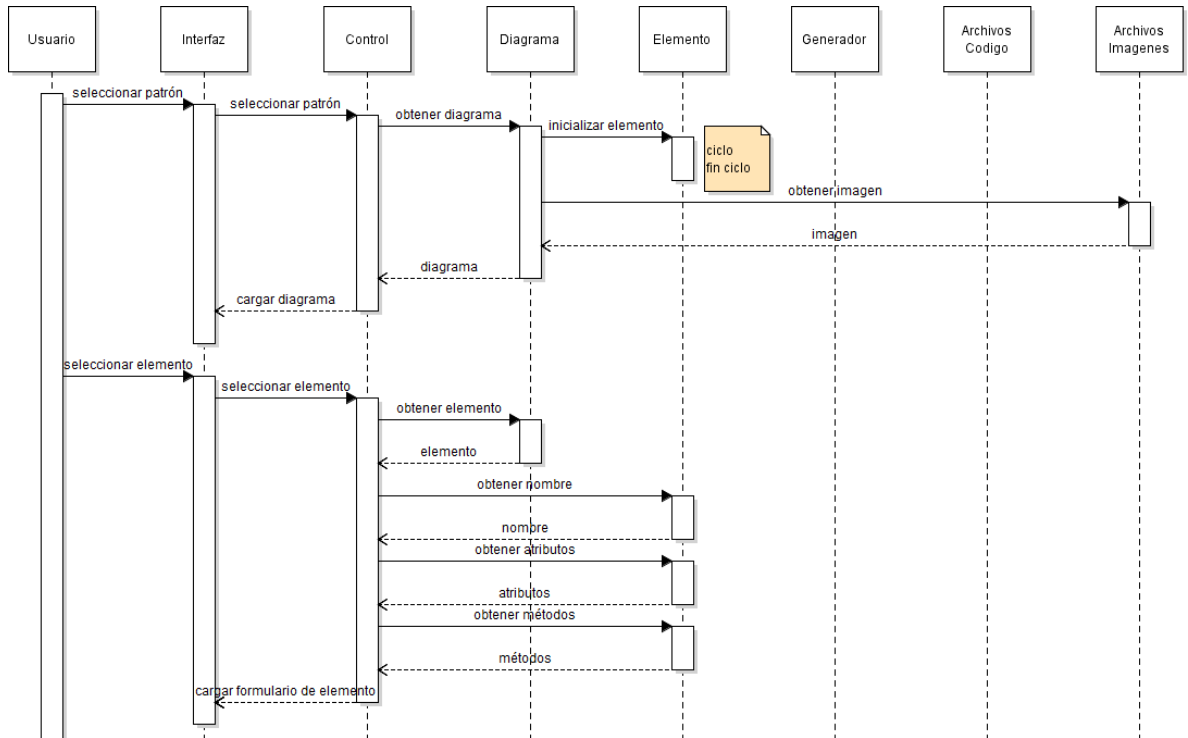 Usuario
Interfaz
Control
Diagrama
Elemento
Generador
Archivos
Codigo
Archivos
Imagenes
seleccionar patrón
seleccionar patrón
obtener diagrama
inicializar elemento
ciclo
fin ciclo
obtener imagen
imagen
diagrama
cargar diagrama
seleccionar elemento
seleccionar elemento
obtener elemento
elemento
obtener nombre
nombre
obtener atributos
atributos
obtener métodos
métodos
cargar formulario de elemento